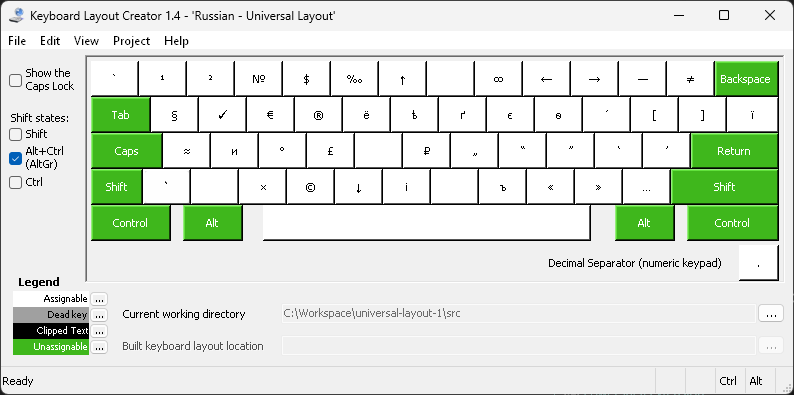 Keyboard Layout Creator 1.4 - 'Russian - Universal Layout'
File Edit View Project Help
Show the Caps Lock
` ¹ ² № $ ‰ ↑ ∞ ← → — ≠ Backspace
Shift states:
Shift
Alt+Ctrl (AltGr)
Ctrl
Tab § ✓ € ® ё ѣ ґ є ѳ ´ [ ] ї
Caps ≈ и ° £ ₽ „ “ ” ‘ ’ Return
Shift ` × © ↓ і ъ « » … Shift
Control Alt Alt Control
Decimal Separator (numeric keypad) .
Legend
Assignable ...
Dead key ...
Clipped Text ...
Unassignable ...
Current working directory C:\Workspace\universal-layout-1\src ...
Built keyboard layout location ...
Ready Ctrl Alt